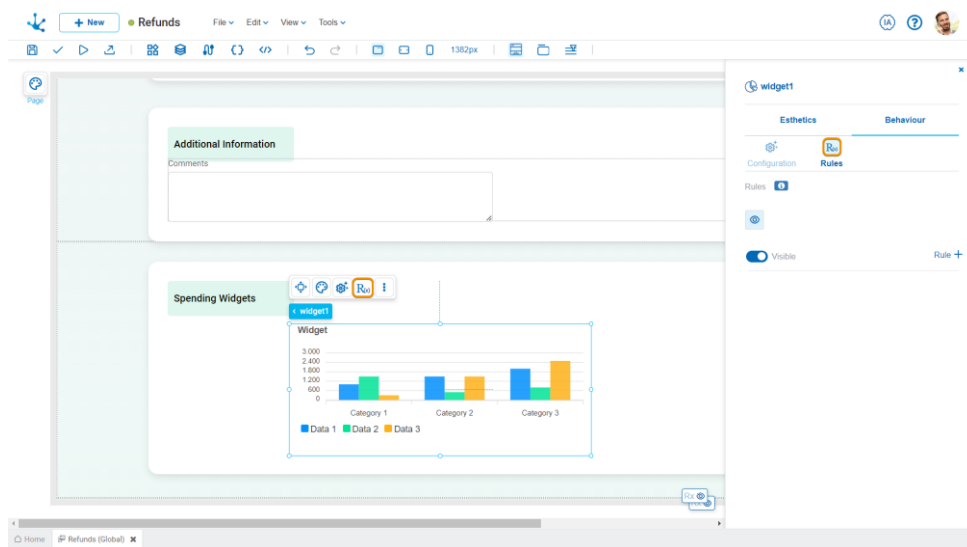 + New
Refunds
File
Edit
View
Tools
IA
?
1382px
Page
widget1
Esthetics
Behaviour
R(x)
Configuration
Rules
Rules
Visible
Rule +
Additional Information
Comments
Spending Widgets
R(x)
< widget1
Widget
3.000
2.400
1.800
1.200
600
0
Category 1
Category 2
Category 3
Data 1
Data 2
Data 3
Rx
Home
Refunds (Global)